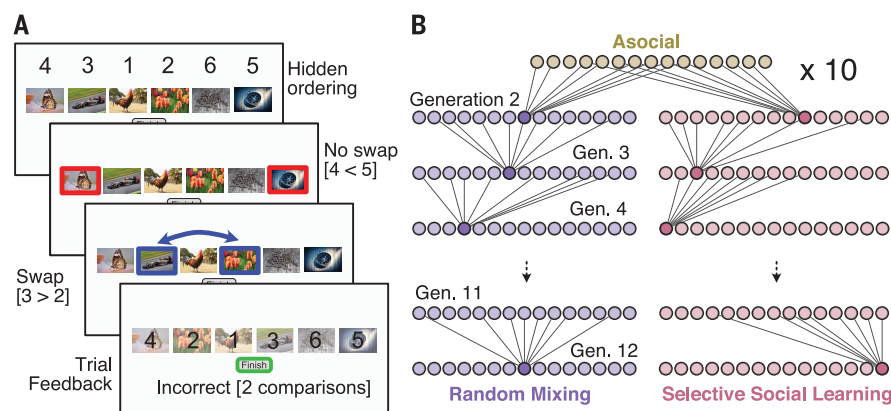 A
4 3 1 2 6 5
Hidden
ordering
No swap
[4 < 5]
Swap
[3 > 2]
4 2 1 3 6 5
Finish
Trial
Feedback
Incorrect [2 comparisons]
B
Asocial
x 10
Generation 2
Gen. 3
Gen. 4
Gen. 11
Gen. 12
Random Mixing
Selective Social Learning